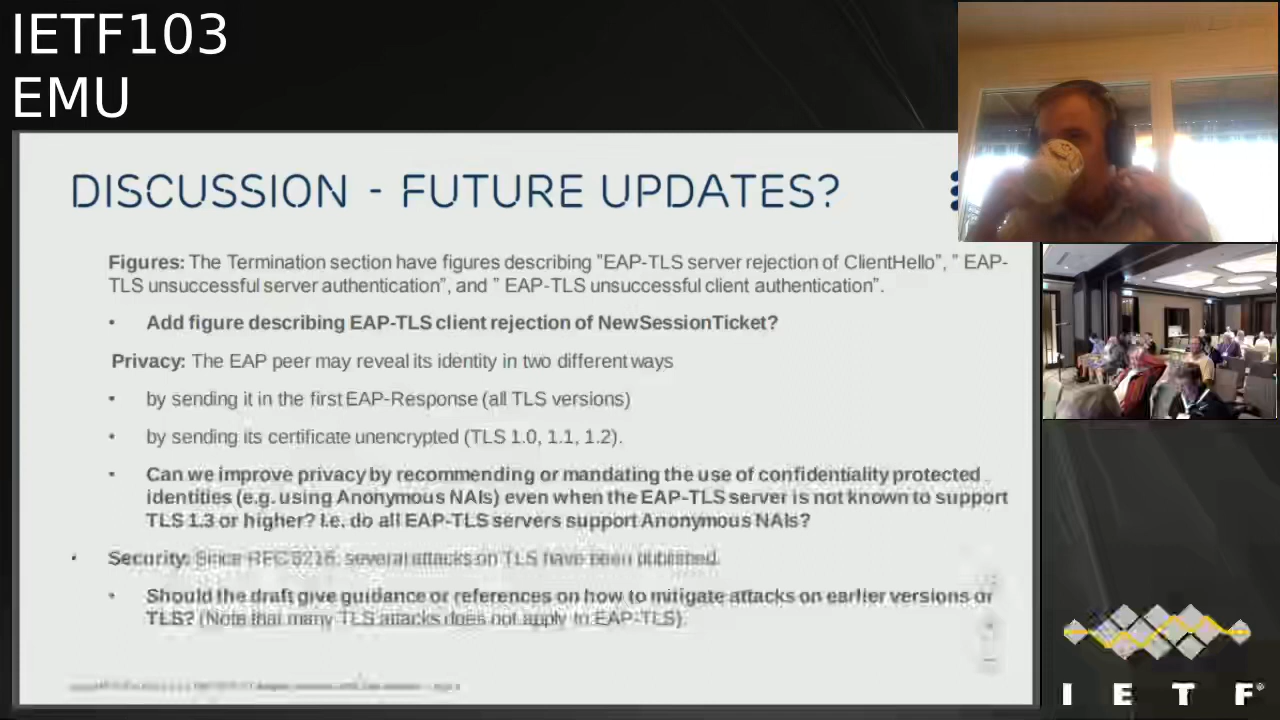 IETF103
EMU
DISCUSSION - FUTURE UPDATES?
Figures: The Termination section have figures describing "EAP-TLS server rejection of ClientHello", " EAP-
TLS unsuccessful server authentication", and " EAP-TLS unsuccessful client authentication".
• Add figure describing EAP-TLS client rejection of NewSessionTicket?
Privacy: The EAP peer may reveal its identity in two different ways
• by sending it in the first EAP-Response (all TLS versions)
• by sending its certificate unencrypted (TLS 1.0, 1.1, 1.2).
• Can we improve privacy by recommending or mandating the use of confidentiality protected
identities (e.g. using Anonymous NAIs) even when the EAP-TLS server is not known to support
TLS 1.3 or higher? I.e. do all EAP-TLS servers support Anonymous NAIs?
• Security: Since RFC 5216, several attacks on TLS have been published.
• Should the draft give guidance or references on how to mitigate attacks on earlier versions or
TLS? (Note that many TLS attacks does not apply to EAP-TLS).
I E T F®